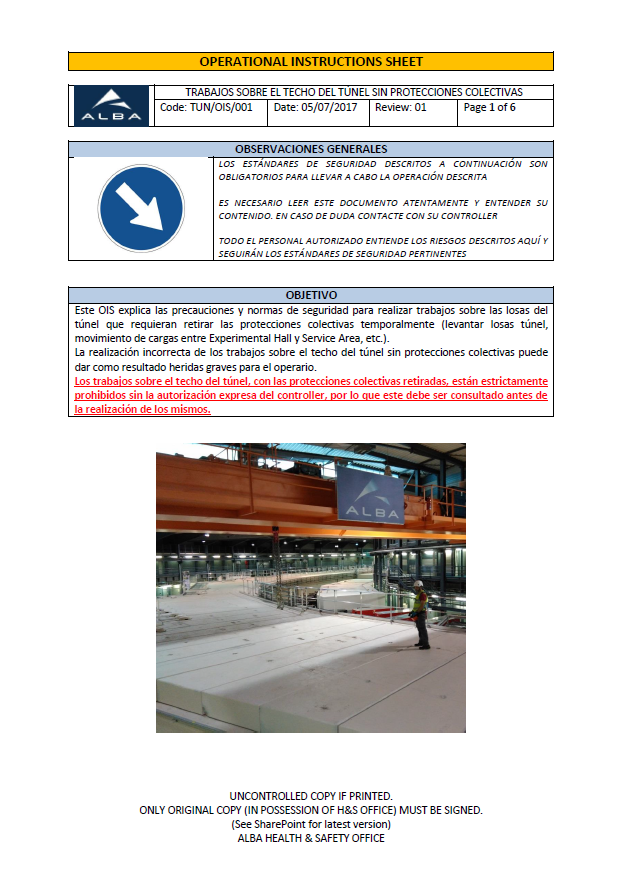 OPERATIONAL INSTRUCTIONS SHEET
ALBA
TRABAJOS SOBRE EL TECHO DEL TÚNEL SIN PROTECCIONES COLECTIVAS
Code: TUN/OIS/001 Date: 05/07/2017 Review: 01 Page 1 of 6
OBSERVACIONES GENERALES
LOS ESTÁNDARES DE SEGURIDAD DESCRITOS A CONTINUACIÓN SON
OBLIGATORIOS PARA LLEVAR A CABO LA OPERACIÓN DESCRITA
ES NECESARIO LEER ESTE DOCUMENTO ATENTAMENTE Y ENTENDER SU
CONTENIDO. EN CASO DE DUDA CONTACTE CON SU CONTROLLER
TODO EL PERSONAL AUTORIZADO ENTIENDE LOS RIESGOS DESCRITOS AQUÍ Y
SEGUIRÁN LOS ESTÁNDARES DE SEGURIDAD PERTINENTES
OBJETIVO
Este OIS explica las precauciones y normas de seguridad para realizar trabajos sobre las losas del
túnel que requieran retirar las protecciones colectivas temporalmente (levantar losas túnel,
movimiento de cargas entre Experimental Hall y Service Area, etc.).
La realización incorrecta de los trabajos sobre el techo del túnel sin protecciones colectivas puede
dar como resultado heridas graves para el operario.
Los trabajos sobre el techo del túnel, con las protecciones colectivas retiradas, están estrictamente
prohibidos sin la autorización expresa del controller, por lo que este debe ser consultado antes de
la realización de los mismos.
ALBA
UNCONTROLLED COPY IF PRINTED.
ONLY ORIGINAL COPY (IN POSSESSION OF H&S OFFICE) MUST BE SIGNED.
(See SharePoint for latest version)
ALBA HEALTH & SAFETY OFFICE